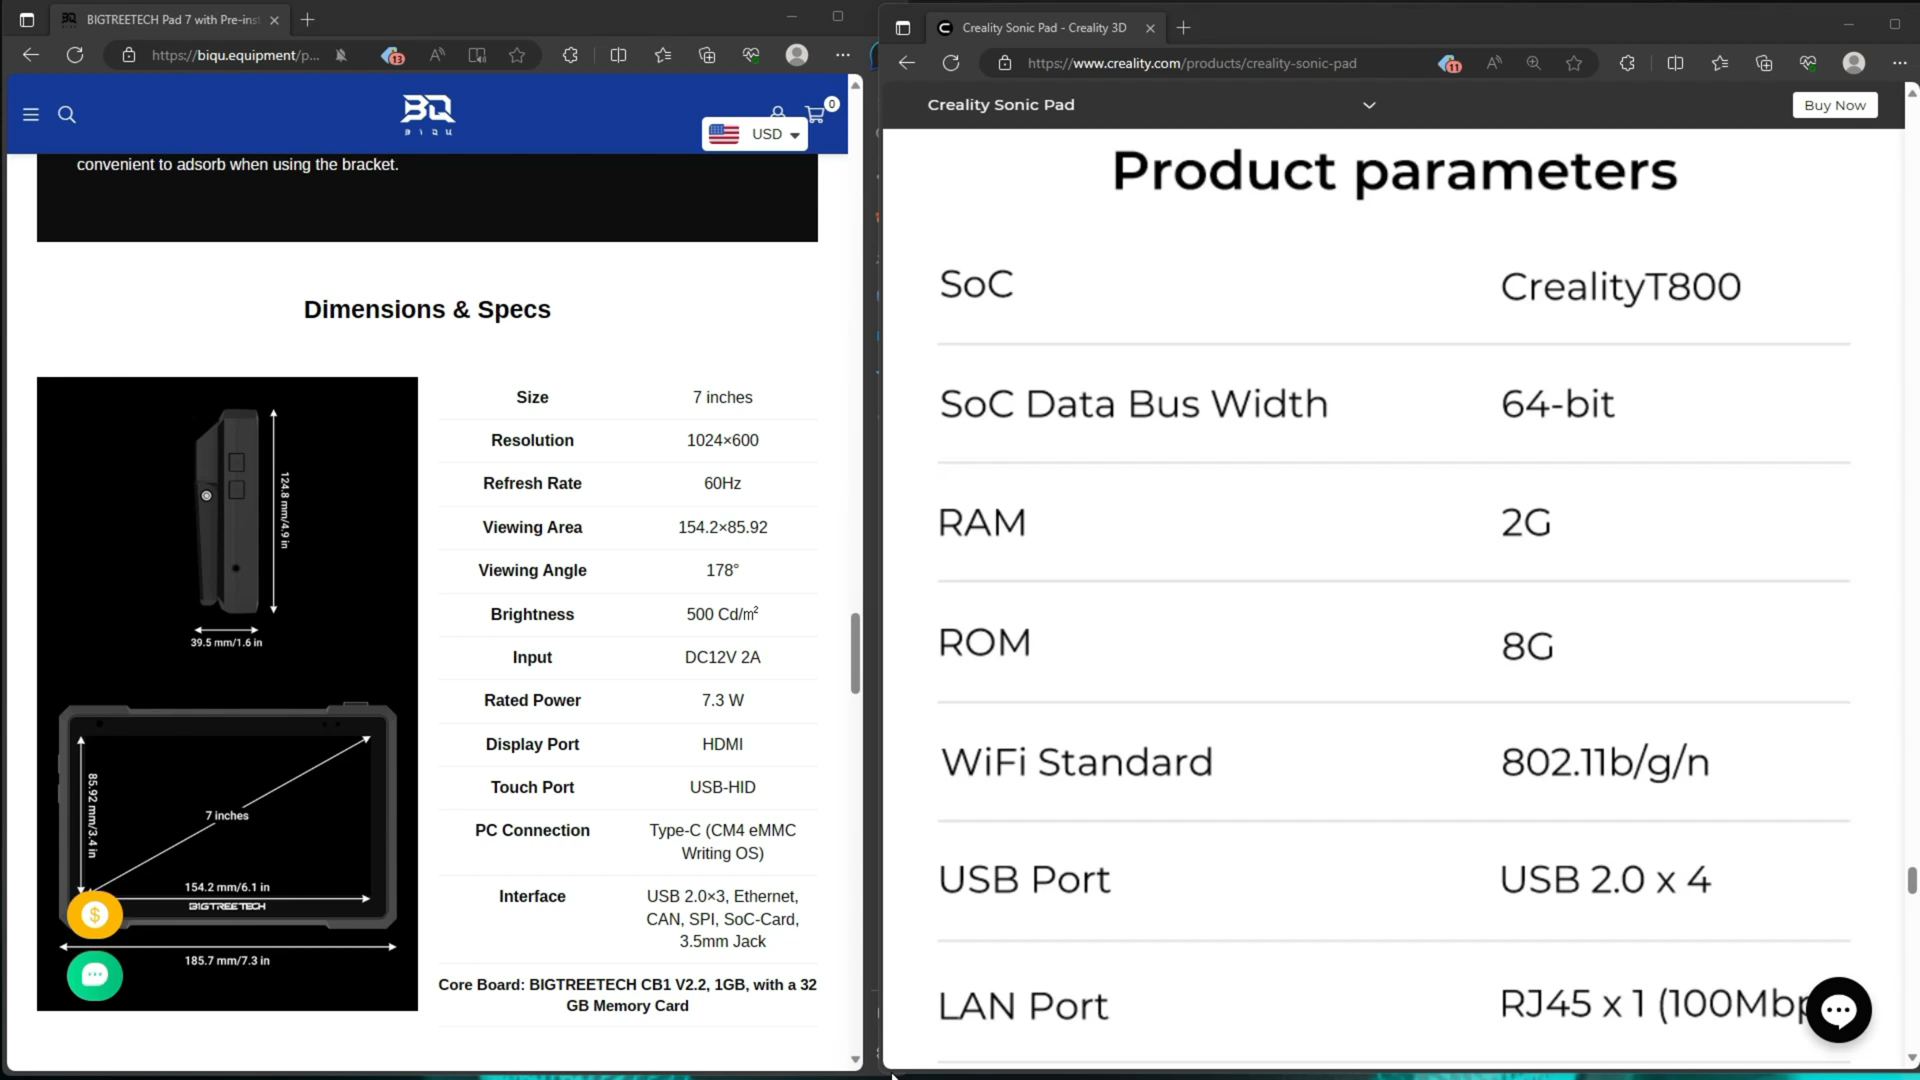 BIGTREETECH Pad 7 with Pre-inst
https://biqu.equipment/p...
13
BQ
BIQU
0
USD
convenient to adsorb when using the bracket.
Dimensions & Specs
124.8 mm/4.9 in
39.5 mm/1.6 in
85.92 mm/3.4 in
7 inches
154.2 mm/6.1 in
BIGTREETECH
185.7 mm/7.3 in
$
Size 7 inches
Resolution 1024×600
Refresh Rate 60Hz
Viewing Area 154.2×85.92
Viewing Angle 178°
Brightness 500 Cd/m²
Input DC12V 2A
Rated Power 7.3 W
Display Port HDMI
Touch Port USB-HID
PC Connection Type-C (CM4 eMMC
Writing OS)
Interface USB 2.0×3, Ethernet,
CAN, SPI, SoC-Card,
3.5mm Jack
Core Board: BIGTREETECH CB1 V2.2, 1GB, with a 32
GB Memory Card
Creality Sonic Pad - Creality 3D
https://www.creality.com/products/creality-sonic-pad
11
Creality Sonic Pad
Buy Now
Product parameters
SoC CrealityT800
SoC Data Bus Width 64-bit
RAM 2G
ROM 8G
WiFi Standard 802.11b/g/n
USB Port USB 2.0 x 4
LAN Port RJ45 x 1 (100Mbp